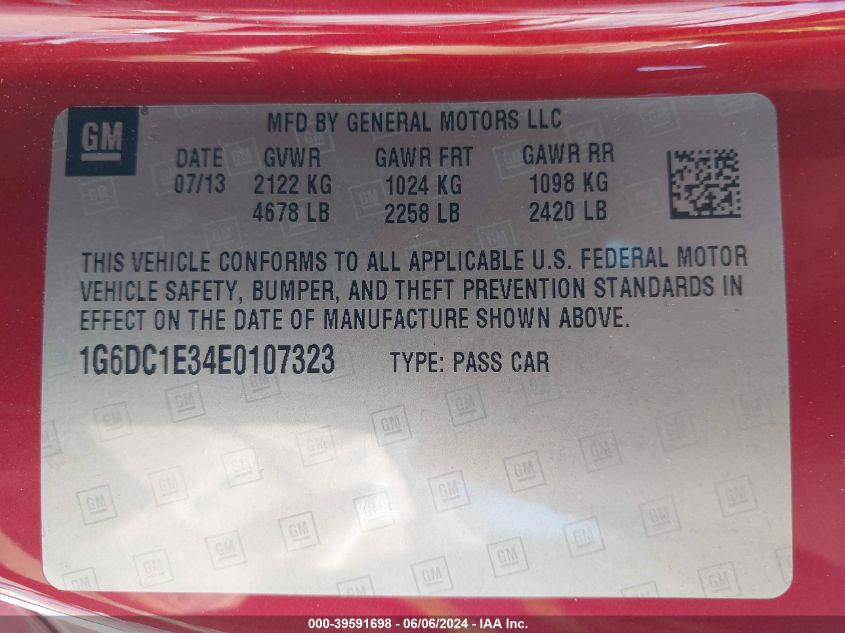 GM ®
MFD BY GENERAL MOTORS LLC
DATE GVWR GAWR FRT GAWR RR
07/13 2122 KG 1024 KG 1098 KG
4678 LB 2258 LB 2420 LB
THIS VEHICLE CONFORMS TO ALL APPLICABLE U.S. FEDERAL MOTOR
VEHICLE SAFETY, BUMPER, AND THEFT PREVENTION STANDARDS IN
EFFECT ON THE DATE OF MANUFACTURE SHOWN ABOVE.
1G6DC1E34E0107323 TYPE: PASS CAR
000-39591698 - 06/06/2024 - IAA Inc.